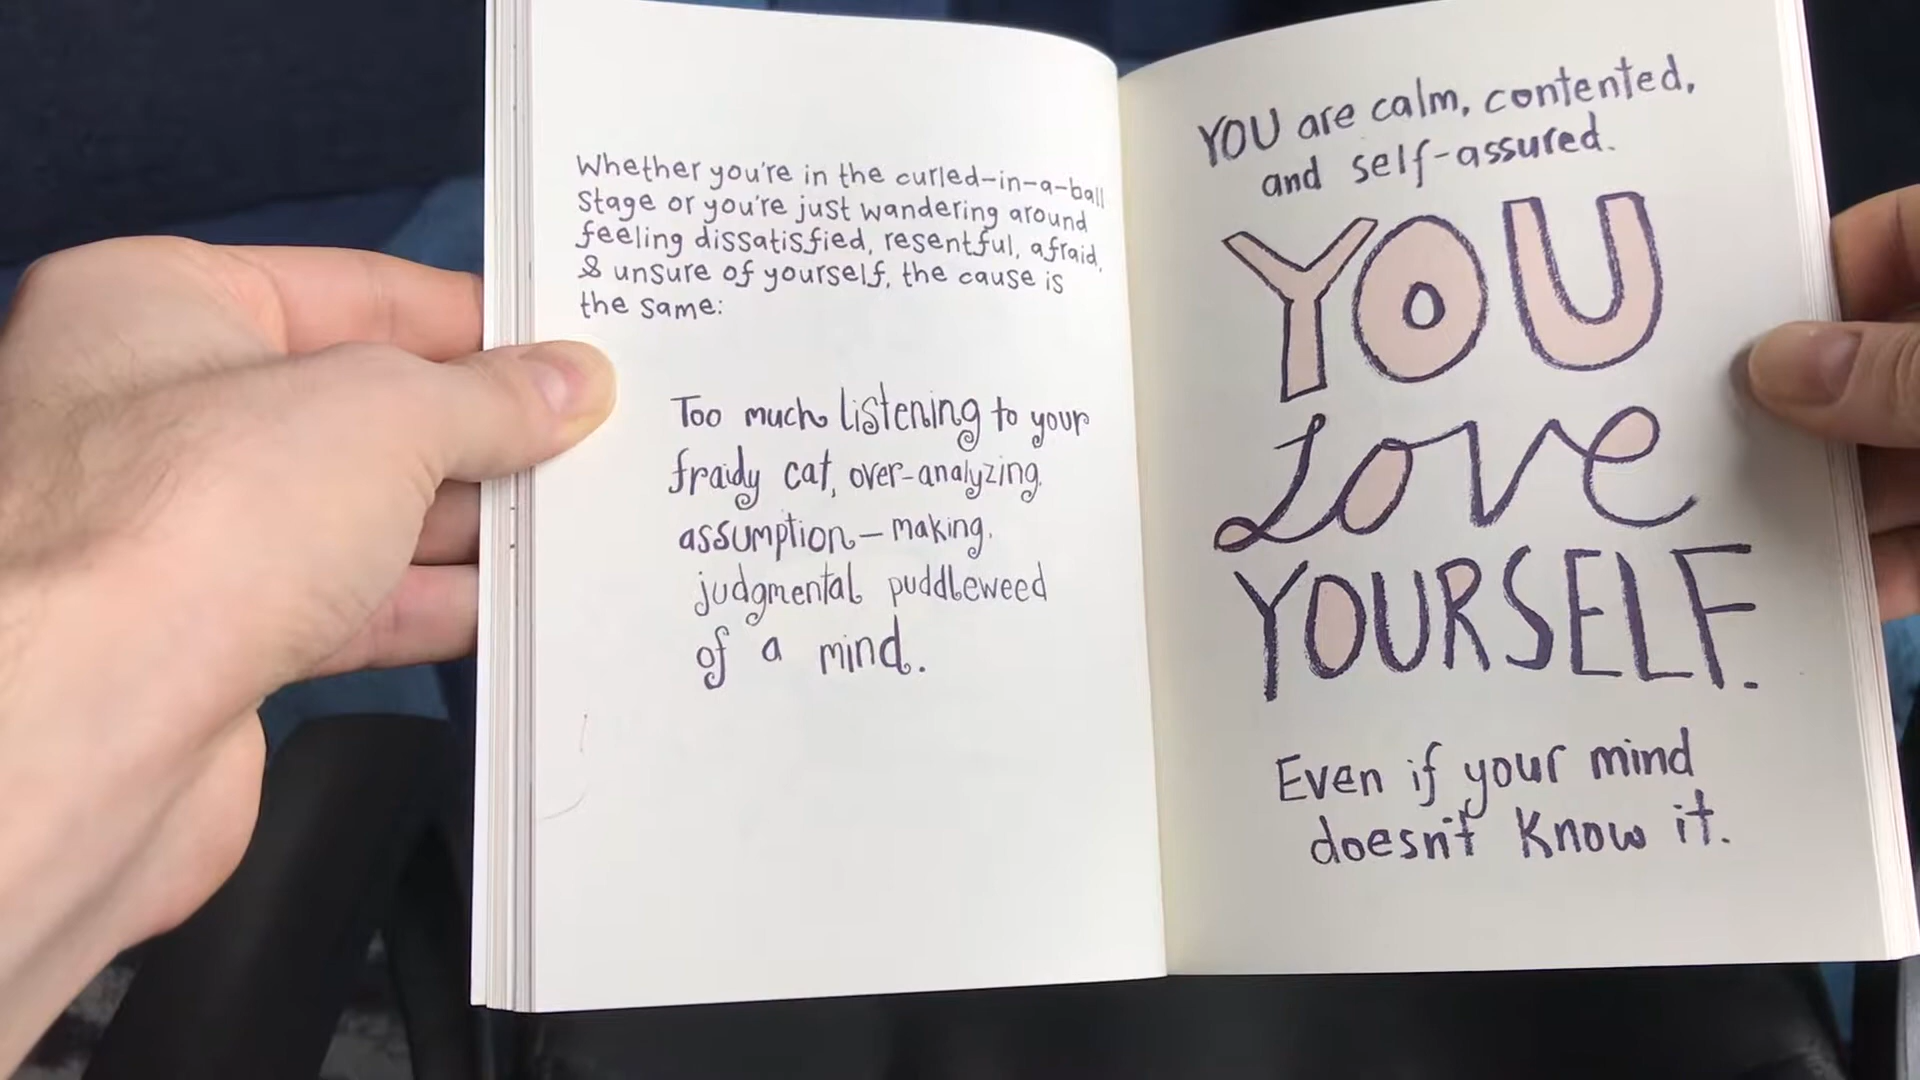 Whether you're in the curled-in-a-ball
stage or you're just wandering around
feeling dissatisfied, resentful, afraid,
& unsure of yourself, the cause is
the same:
Too much listening to your
fraidy cat, over-analyzing,
assumption-making,
judgmental puddleweed
of a mind.
YOU are calm, contented,
and self-assured.
YOU
Love
YOURSELF.
Even if your mind
doesn't know it.